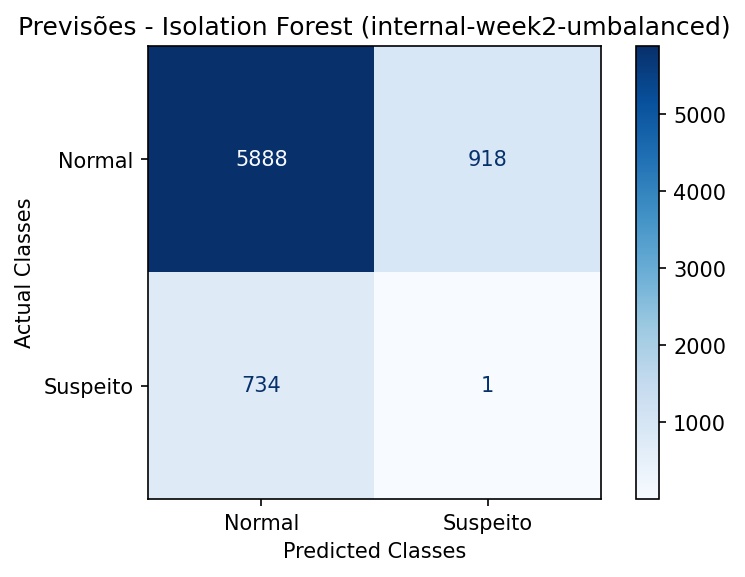 Previsões - Isolation Forest (internal-week2-umbalanced)
Actual Classes
Normal
5888
918
Suspeito
734
1
Normal
Suspeito
Predicted Classes
5000
4000
3000
2000
1000